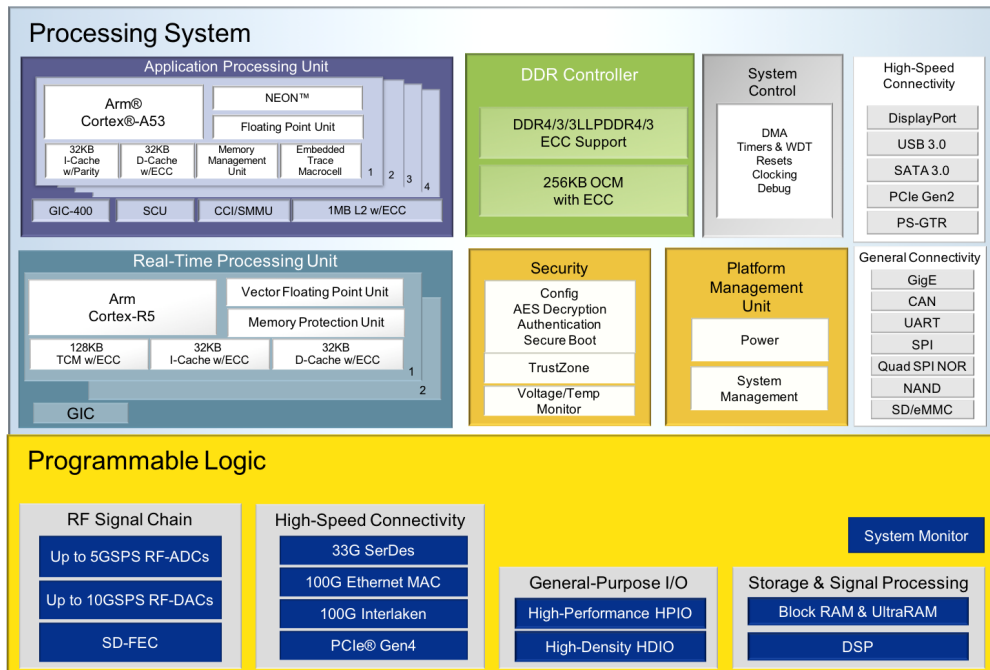 Processing System
Application Processing Unit
Arm®
Cortex®-A53
NEON™
Floating Point Unit
32KB
I-Cache
w/Parity
32KB
D-Cache
w/ECC
Memory
Management
Unit
Embedded
Trace
Macrocell
1
2
3
4
GIC-400
SCU
CCI/SMMU
1MB L2 w/ECC
DDR Controller
DDR4/3/3LLPDDR4/3
ECC Support
256KB OCM
with ECC
System
Control
DMA
Timers & WDT
Resets
Clocking
Debug
High-Speed
Connectivity
DisplayPort
USB 3.0
SATA 3.0
PCIe Gen2
PS-GTR
Real-Time Processing Unit
Arm
Cortex-R5
Vector Floating Point Unit
Memory Protection Unit
128KB
TCM w/ECC
32KB
I-Cache w/ECC
32KB
D-Cache w/ECC
1
2
GIC
Security
Config
AES Decryption
Authentication
Secure Boot
TrustZone
Voltage/Temp
Monitor
Platform
Management
Unit
Power
System
Management
General Connectivity
GigE
CAN
UART
SPI
Quad SPI NOR
NAND
SD/eMMC
Programmable Logic
RF Signal Chain
Up to 5GSPS RF-ADCs
Up to 10GSPS RF-DACs
SD-FEC
High-Speed Connectivity
33G SerDes
100G Ethernet MAC
100G Interlaken
PCIe® Gen4
General-Purpose I/O
High-Performance HPIO
High-Density HDIO
System Monitor
Storage & Signal Processing
Block RAM & UltraRAM
DSP